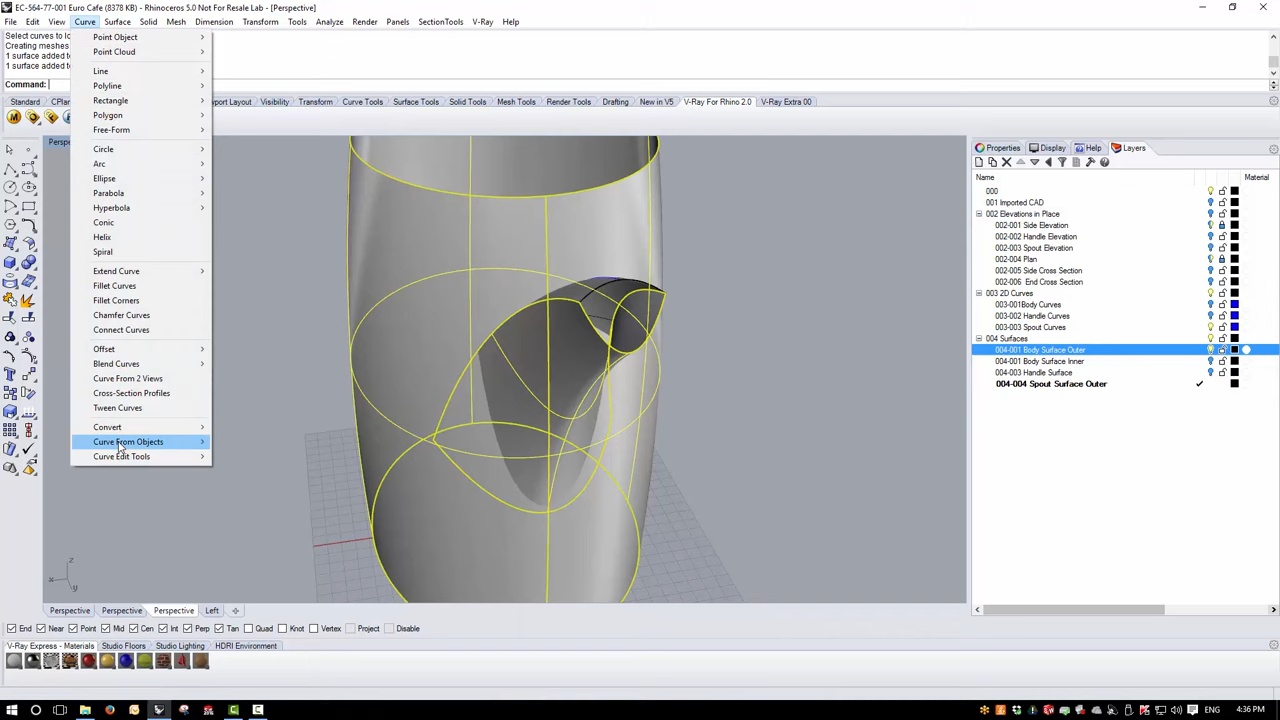 EC-564-77-001 Euro Cafe (8378 KB) - Rhinoceros 5.0 Not For Resale Lab - [Perspective]
File Edit View Curve Surface Solid Mesh Dimension Transform Tools Analyze Render Panels SectionTools V-Ray Help
Select curves to lo
Creating meshes
1 surface added to
1 surface added to
Command:
Standard CPlan
port Layout Visibility Transform Curve Tools Surface Tools Solid Tools Mesh Tools Render Tools Drafting New in V5 V-Ray For Rhino 2.0 V-Ray Extra 00
Point Object
Point Cloud
Line
Polyline
Rectangle
Polygon
Free-Form
Circle
Arc
Ellipse
Parabola
Hyperbola
Conic
Helix
Spiral
Extend Curve
Fillet Curves
Fillet Corners
Chamfer Curves
Connect Curves
Offset
Blend Curves
Curve From 2 Views
Cross-Section Profiles
Tween Curves
Convert
Curve From Objects
Curve Edit Tools
Perspe
z
x
y
Properties Display Help Layers
Name Material
000
001 Imported CAD
002 Elevations in Place
002-001 Side Elevation
002-002 Handle Elevation
002-003 Spout Elevation
002-004 Plan
002-005 Side Cross Section
002-006 End Cross Section
003 2D Curves
003-001Body Curves
003-002 Handle Curves
003-003 Spout Curves
004 Surfaces
004-001 Body Surface Outer
004-001 Body Surface Inner
004-003 Handle Surface
004-004 Spout Surface Outer
Perspective Perspective Perspective Left
End Near Point Mid Cen Int Perp Tan Quad Knot Vertex Project Disable
V-Ray Express - Materials Studio Floors Studio Lighting HDRI Environment
ENG 4:36 PM